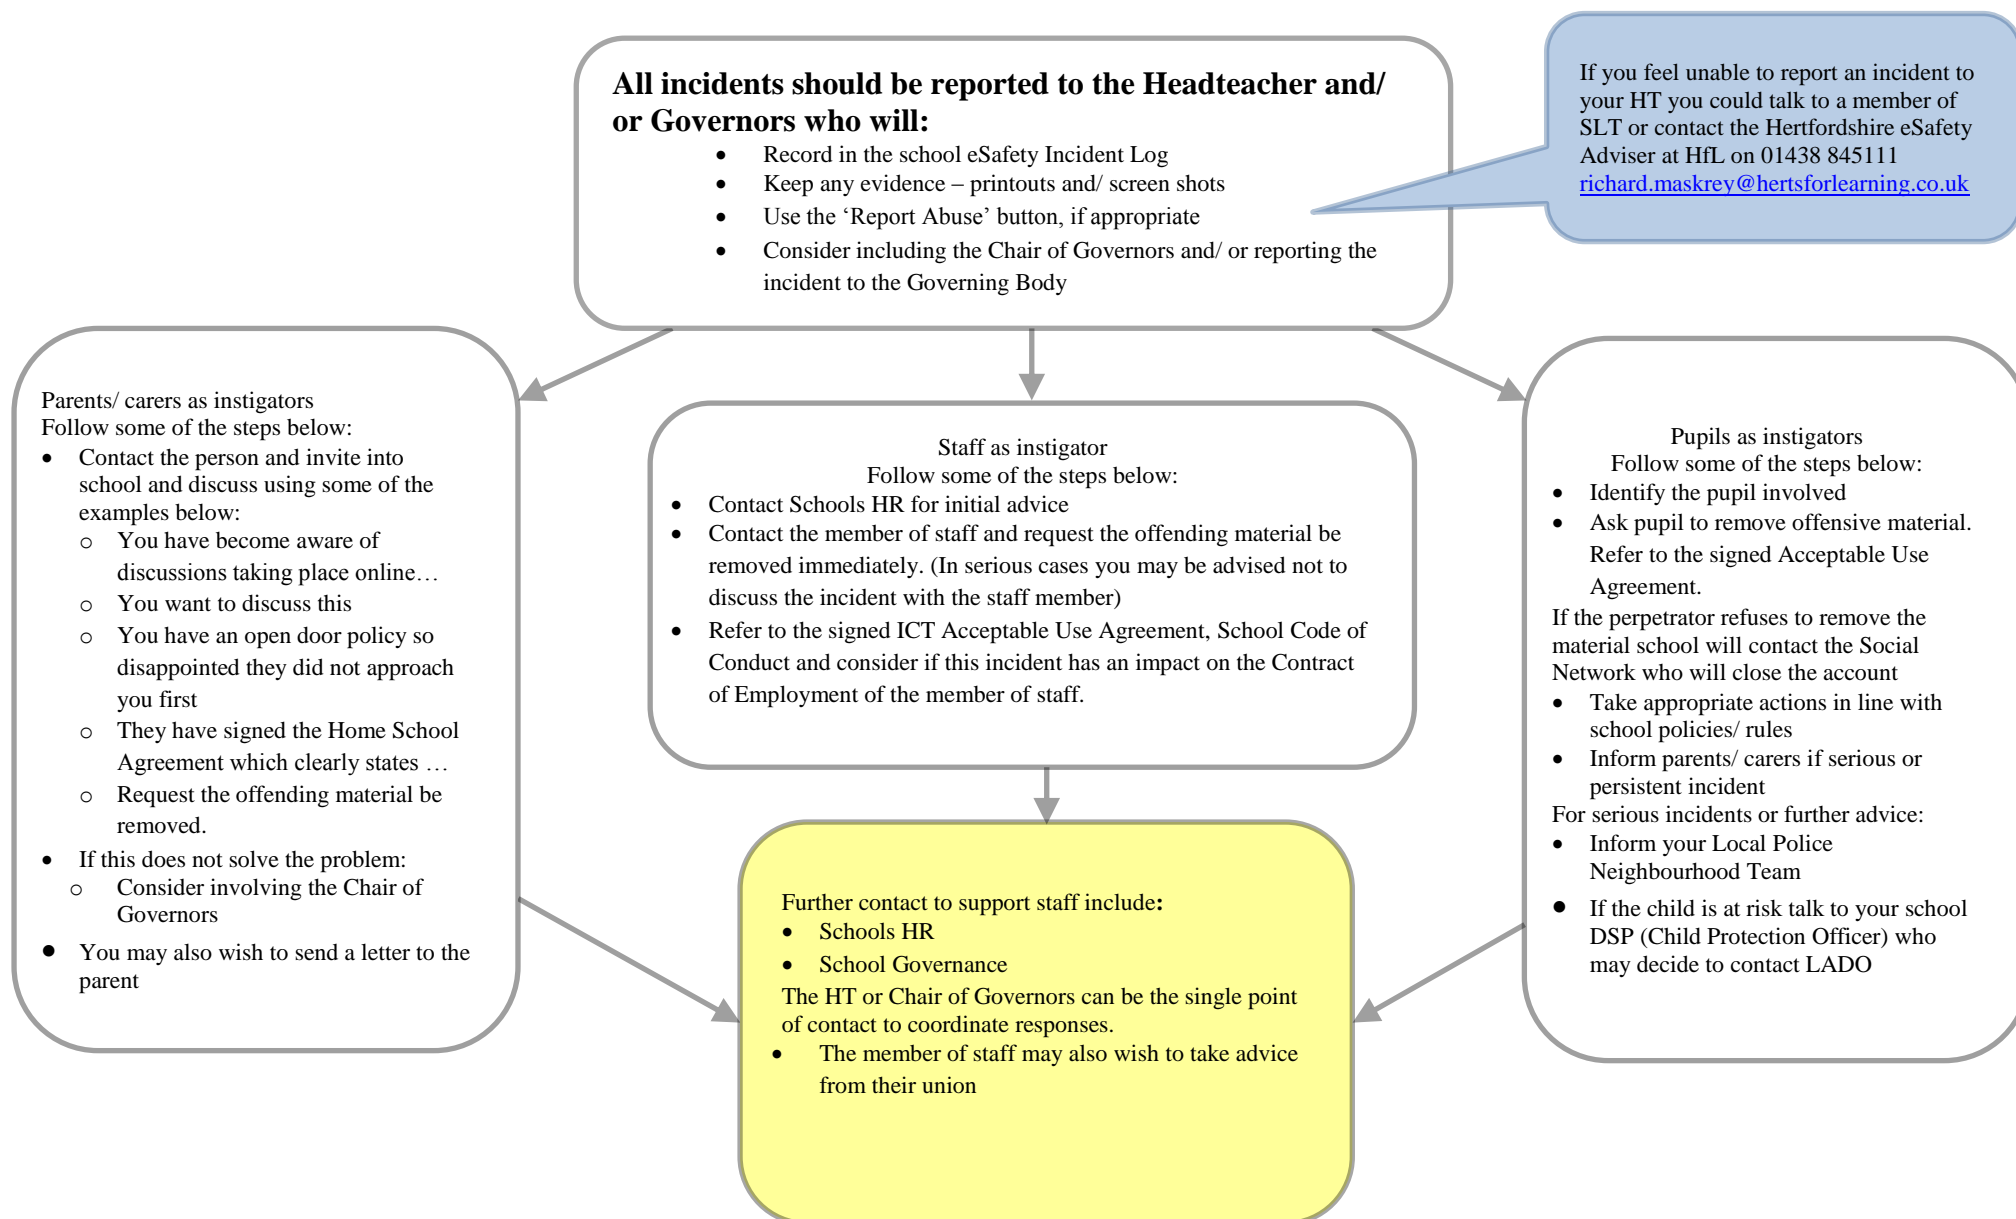 All incidents should be reported to the Headteacher and/
or Governors who will:
• Record in the school eSafety Incident Log
• Keep any evidence – printouts and/ screen shots
• Use the ‘Report Abuse’ button, if appropriate
• Consider including the Chair of Governors and/ or reporting the
incident to the Governing Body
If you feel unable to report an incident to
your HT you could talk to a member of
SLT or contact the Hertfordshire eSafety
Adviser at HfL on 01438 845111
richard.maskrey@hertsforlearning.co.uk
Parents/ carers as instigators
Follow some of the steps below:
• Contact the person and invite into
school and discuss using some of the
examples below:
o You have become aware of
discussions taking place online…
o You want to discuss this
o You have an open door policy so
disappointed they did not approach
you first
o They have signed the Home School
Agreement which clearly states …
o Request the offending material be
removed.
• If this does not solve the problem:
o Consider involving the Chair of
Governors
• You may also wish to send a letter to the
parent
Staff as instigator
Follow some of the steps below:
• Contact Schools HR for initial advice
• Contact the member of staff and request the offending material be
removed immediately. (In serious cases you may be advised not to
discuss the incident with the staff member)
• Refer to the signed ICT Acceptable Use Agreement, School Code of
Conduct and consider if this incident has an impact on the Contract
of Employment of the member of staff.
Pupils as instigators
Follow some of the steps below:
• Identify the pupil involved
• Ask pupil to remove offensive material.
Refer to the signed Acceptable Use
Agreement.
If the perpetrator refuses to remove the
material school will contact the Social
Network who will close the account
• Take appropriate actions in line with
school policies/ rules
• Inform parents/ carers if serious or
persistent incident
For serious incidents or further advice:
• Inform your Local Police
Neighbourhood Team
• If the child is at risk talk to your school
DSP (Child Protection Officer) who
may decide to contact LADO
Further contact to support staff include:
• Schools HR
• School Governance
The HT or Chair of Governors can be the single point
of contact to coordinate responses.
• The member of staff may also wish to take advice
from their union